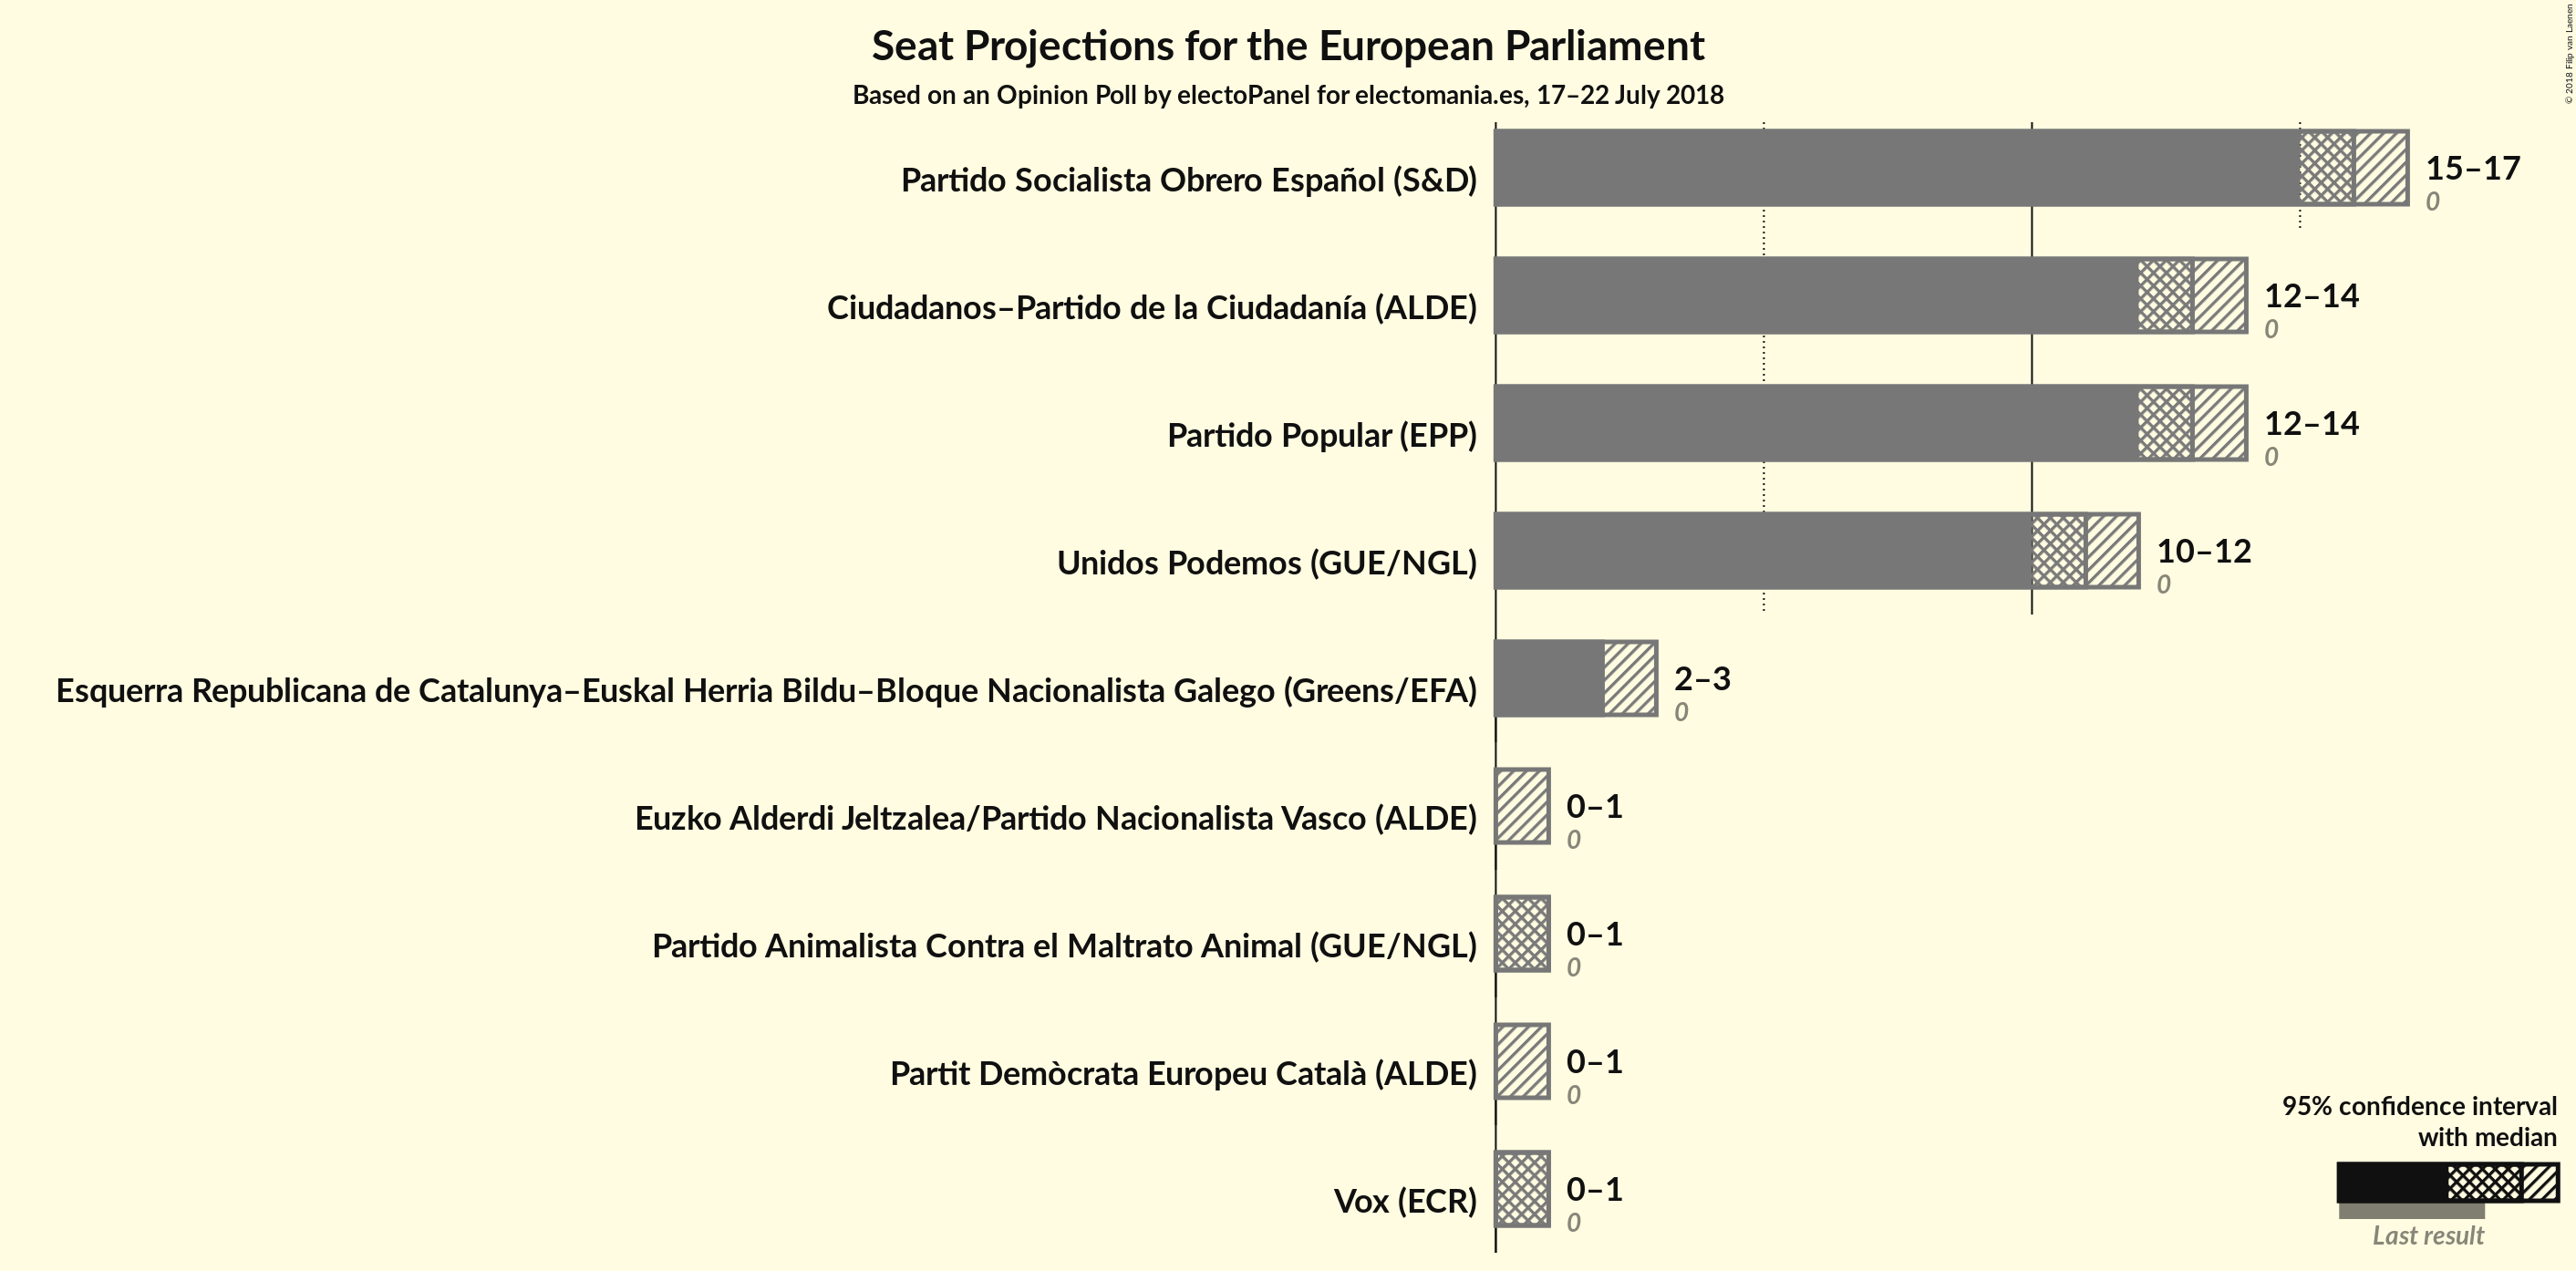 Seat Projections for the European Parliament
Based on an Opinion Poll by electoPanel for electomania.es, 17–22 July 2018
© 2018 Filip van Laenen
Partido Socialista Obrero Español (S&D)
15–17
0
Ciudadanos–Partido de la Ciudadanía (ALDE)
12–14
0
Partido Popular (EPP)
12–14
0
Unidos Podemos (GUE/NGL)
10–12
0
Esquerra Republicana de Catalunya–Euskal Herria Bildu–Bloque Nacionalista Galego (Greens/EFA)
2–3
0
Euzko Alderdi Jeltzalea/Partido Nacionalista Vasco (ALDE)
0–1
0
Partido Animalista Contra el Maltrato Animal (GUE/NGL)
0–1
0
Partit Demòcrata Europeu Català (ALDE)
0–1
0
Vox (ECR)
0–1
0
95% confidence interval
with median
Last result